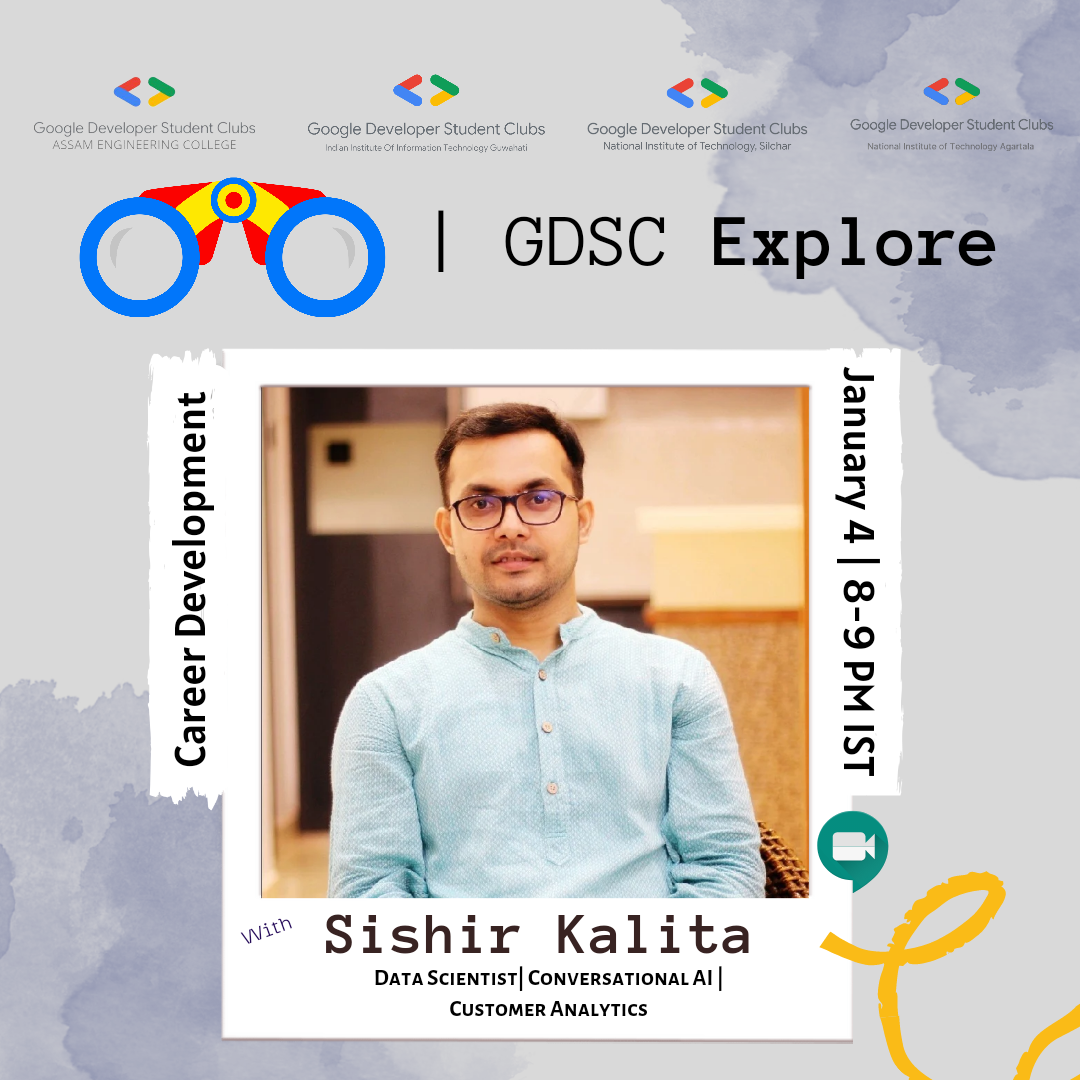 Google Developer Student Clubs
ASSAM ENGINEERING COLLEGE
Google Developer Student Clubs
Indian Institute Of Information Technology Guwahati
Google Developer Student Clubs
National Institute of Technology, Silchar
Google Developer Student Clubs
National Institute of Technology Agartala
| GDSC Explore
Career Development
January 4 | 8-9 PM IST
With
Sishir Kalita
Data Scientist| Conversational AI |
Customer Analytics